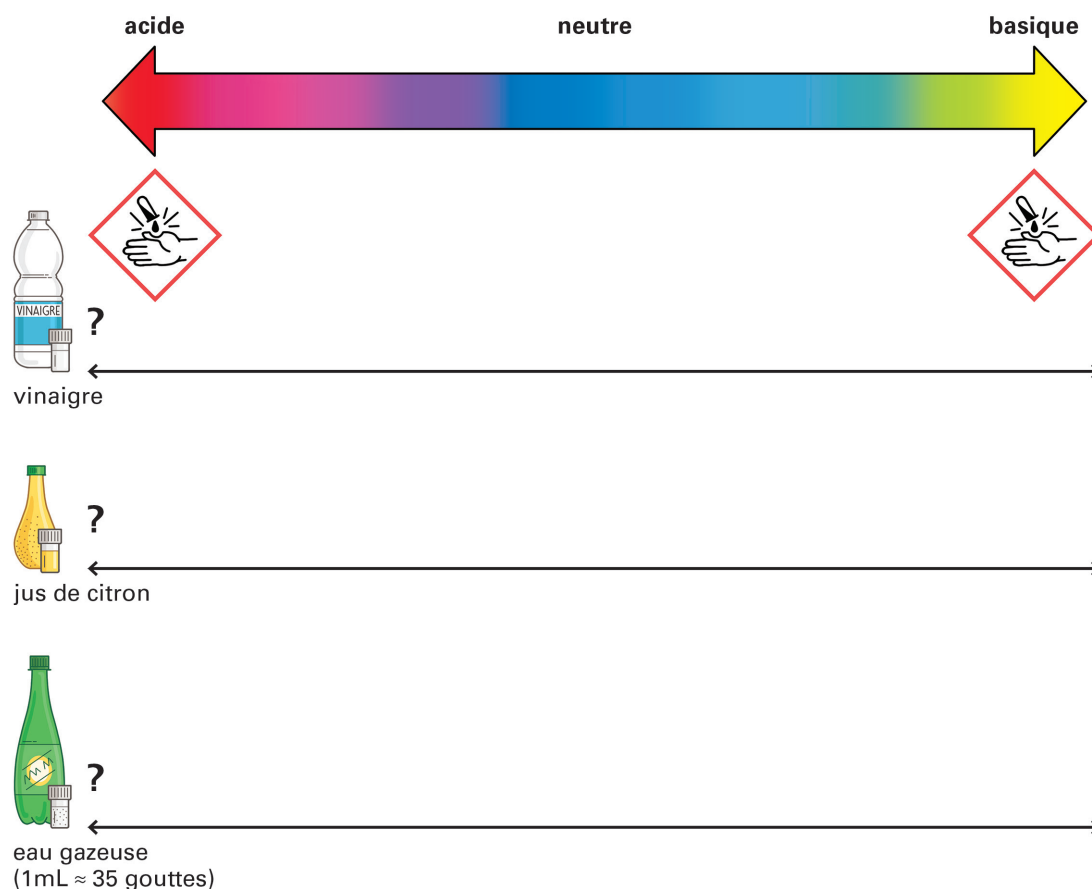 acide neutre basique
VINAIGRE
?
vinaigre
?
jus de citron
?
eau gazeuse
(1mL ≈ 35 gouttes)